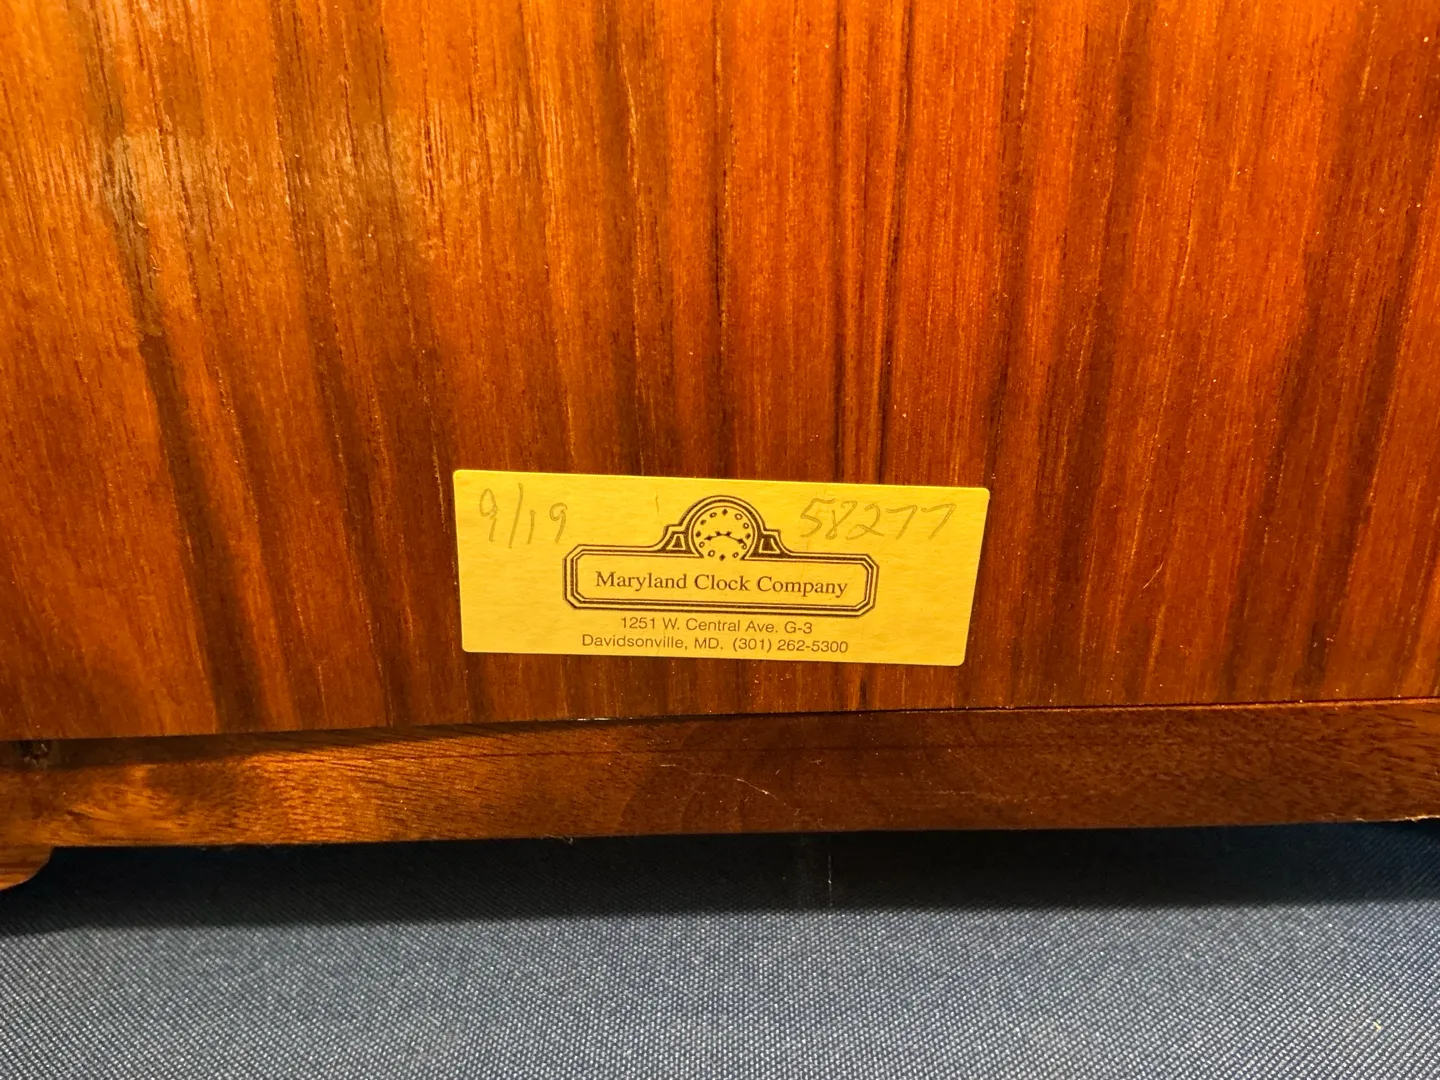 9/19 58277
Maryland Clock Company
1251 W. Central Ave. G-3
Davidsonville, MD. (301) 262-5300